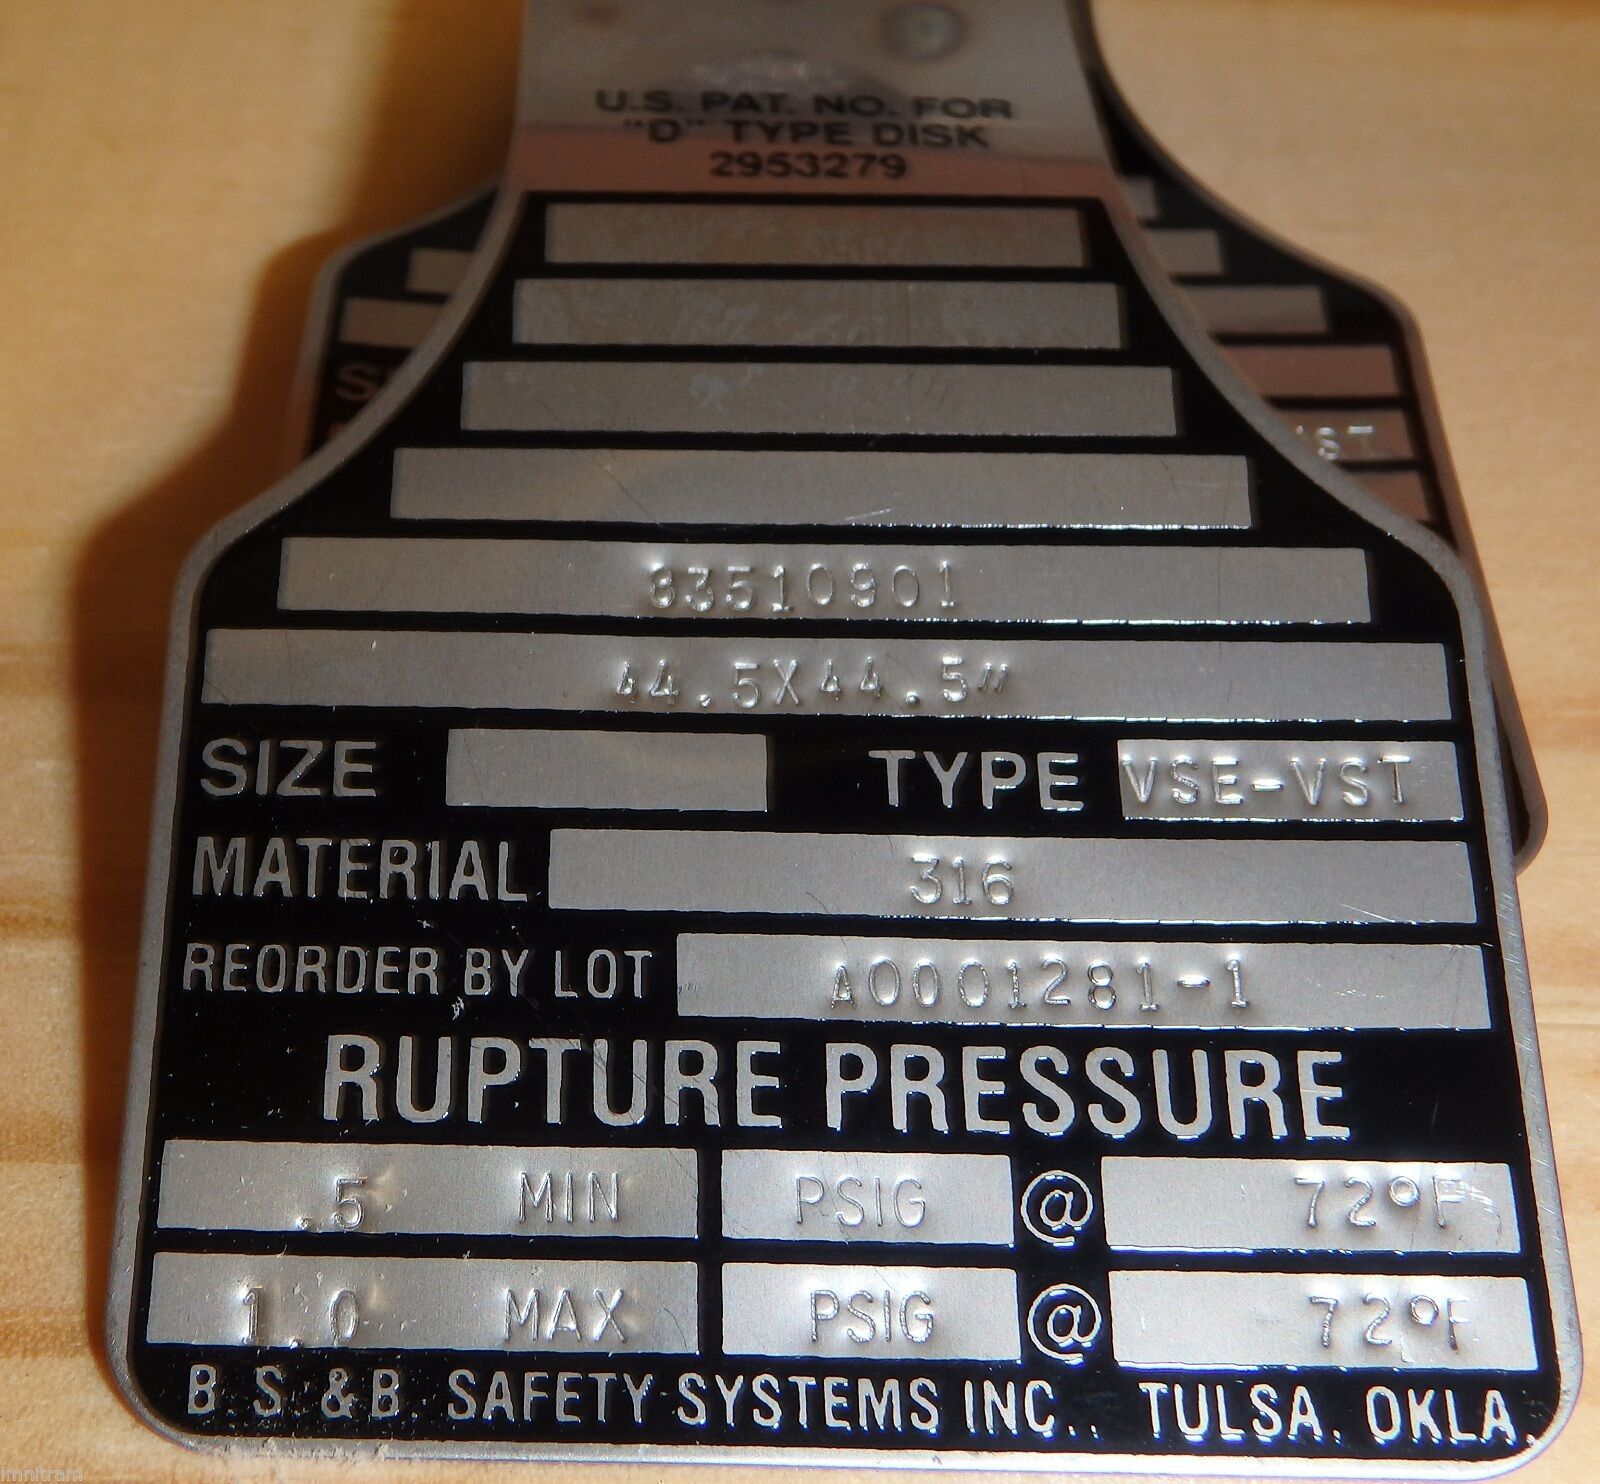 U.S. PAT. NO. FOR
"D" TYPE DISK
2953279
83510901
44.5X44.5"
SIZE TYPE VSE-VST
MATERIAL 316
REORDER BY LOT A0001281-1
RUPTURE PRESSURE
.5 MIN PSIG @ 72°F
1.0 MAX PSIG @ 72°F
B.S.&B. SAFETY SYSTEMS INC., TULSA, OKLA.
imnitram